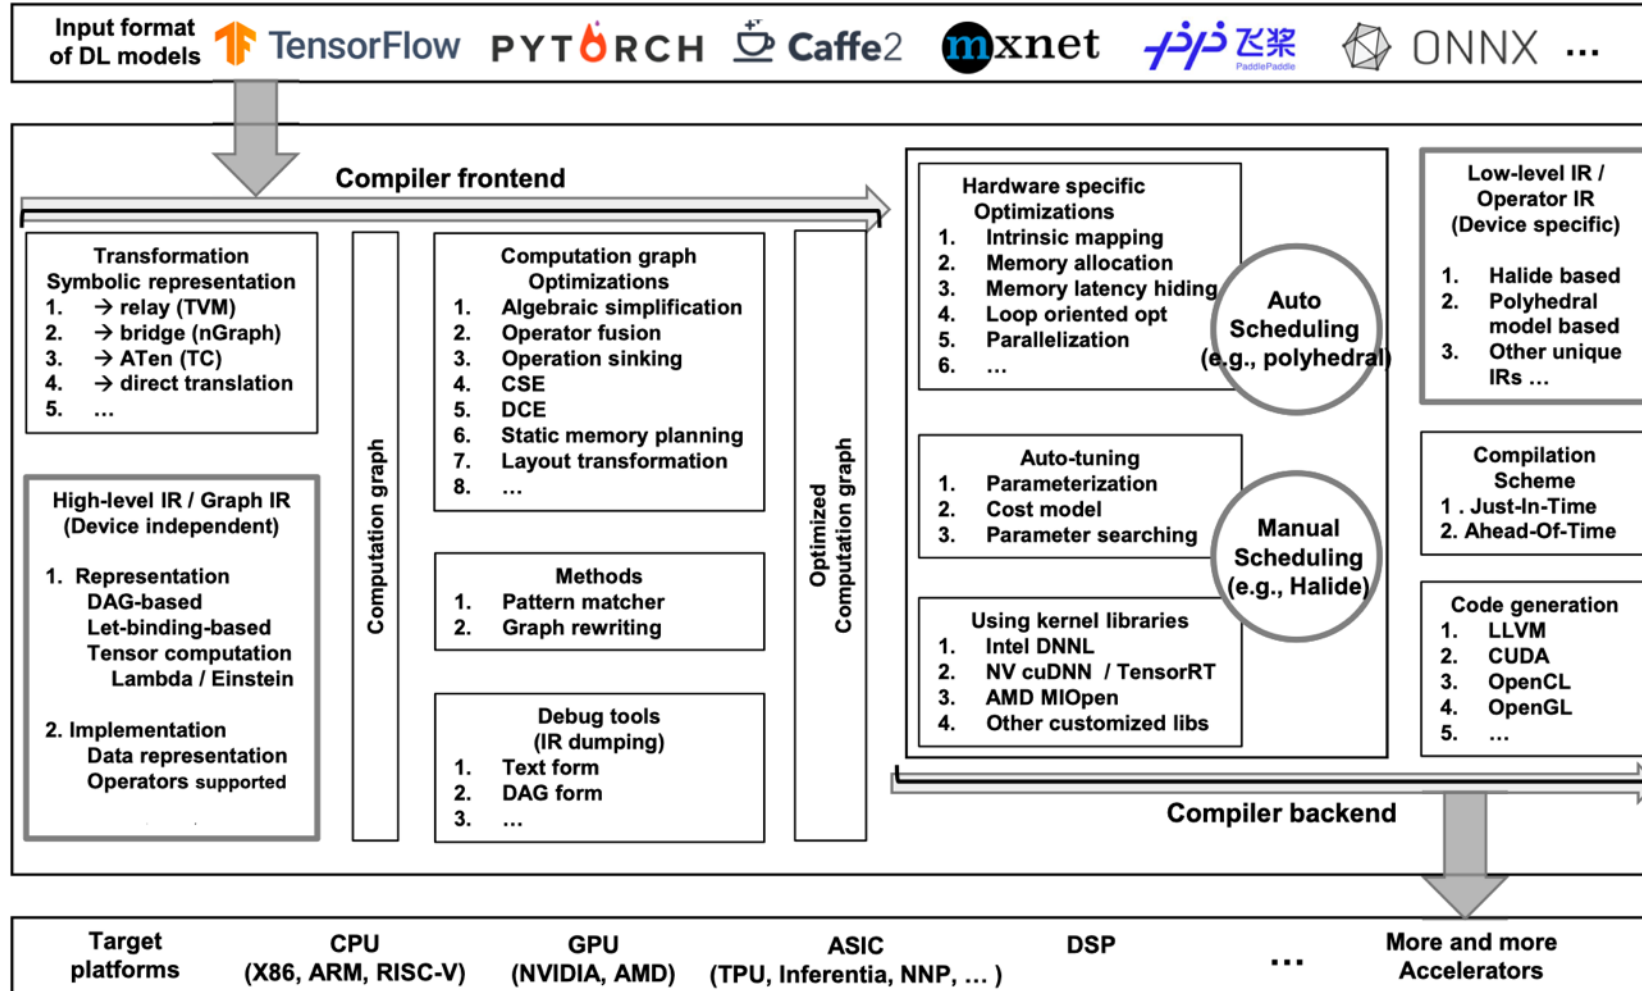 Input format
of DL models
TensorFlow
PYTORCH
Caffe2
mxnet
飞桨
PaddlePaddle
ONNX
...
Compiler frontend
Transformation
Symbolic representation
1. → relay (TVM)
2. → bridge (nGraph)
3. → ATen (TC)
4. → direct translation
5. ...
High-level IR / Graph IR
(Device independent)
1. Representation
DAG-based
Let-binding-based
Tensor computation
Lambda / Einstein
2. Implementation
Data representation
Operators supported
Computation graph
Computation graph
Optimizations
1. Algebraic simplification
2. Operator fusion
3. Operation sinking
4. CSE
5. DCE
6. Static memory planning
7. Layout transformation
8. ...
Methods
1. Pattern matcher
2. Graph rewriting
Debug tools
(IR dumping)
1. Text form
2. DAG form
3. ...
Optimized
Computation graph
Hardware specific
Optimizations
1. Intrinsic mapping
2. Memory allocation
3. Memory latency hiding
4. Loop oriented opt
5. Parallelization
6. ...
Auto
Scheduling
(e.g., polyhedral)
Auto-tuning
1. Parameterization
2. Cost model
3. Parameter searching
Manual
Scheduling
(e.g., Halide)
Using kernel libraries
1. Intel DNNL
2. NV cuDNN / TensorRT
3. AMD MIOpen
4. Other customized libs
Low-level IR /
Operator IR
(Device specific)
1. Halide based
2. Polyhedral
model based
3. Other unique
IRs ...
Compilation
Scheme
1 . Just-In-Time
2. Ahead-Of-Time
Code generation
1. LLVM
2. CUDA
3. OpenCL
4. OpenGL
5. ...
Compiler backend
Target
platforms
CPU
(X86, ARM, RISC-V)
GPU
(NVIDIA, AMD)
ASIC
(TPU, Inferentia, NNP, ... )
DSP
...
More and more
Accelerators